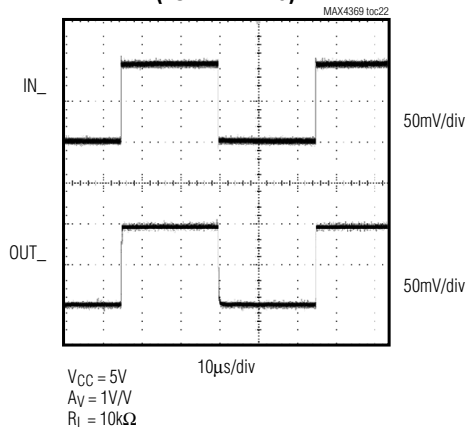 MAX4369 toc22
IN_
50mV/div
OUT_
50mV/div
10µs/div
VCC = 5V
AV = 1V/V
RL = 10kΩ